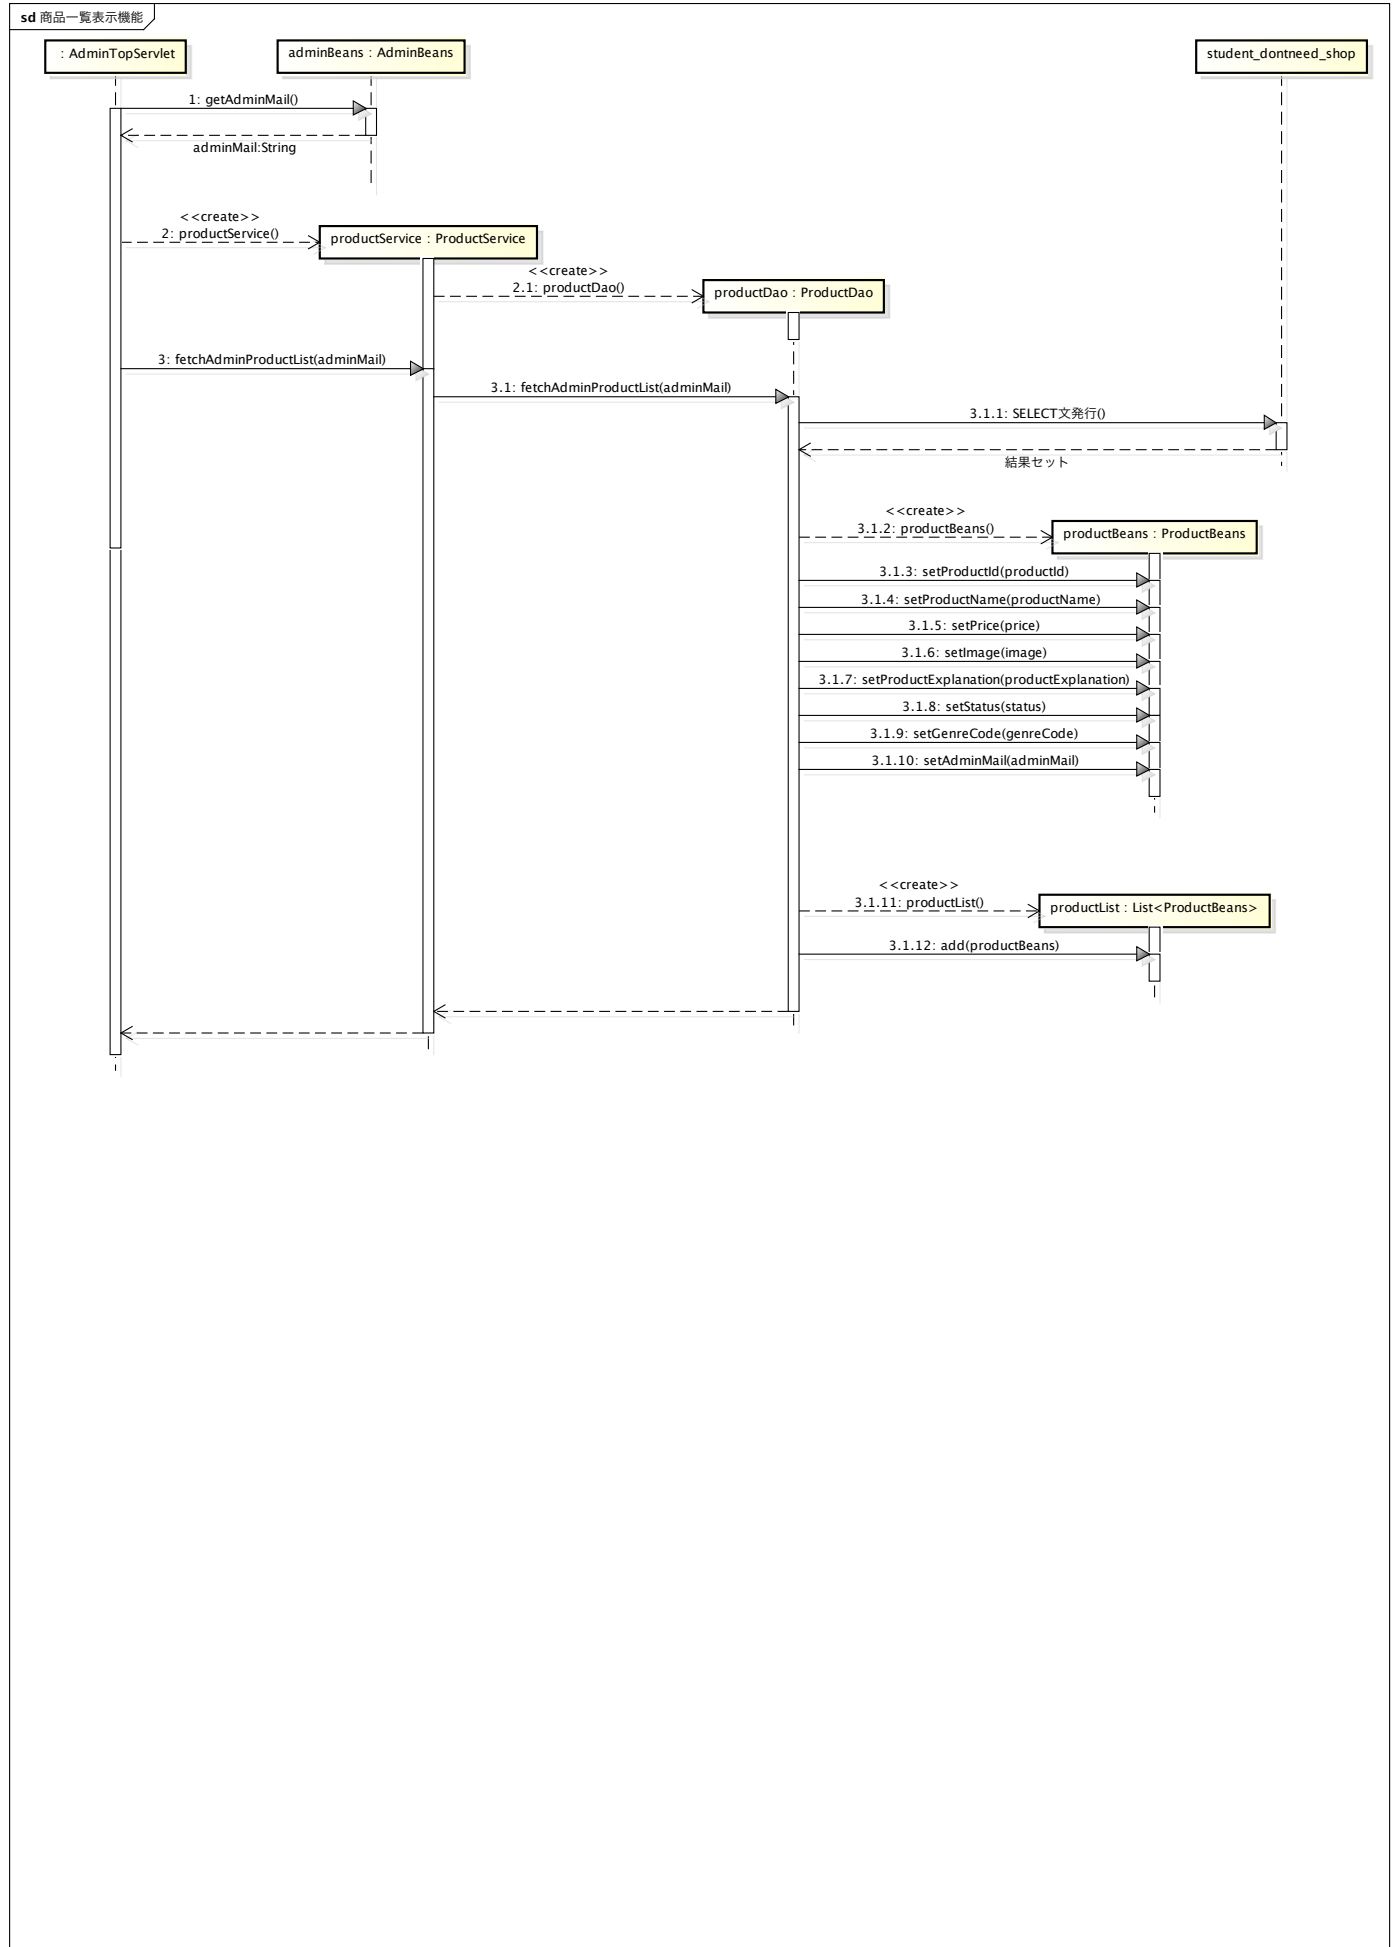 sd 商品一覧表示機能
: AdminTopServlet
adminBeans : AdminBeans
student_dontneed_shop
1: getAdminMail()
adminMail:String
<<create>>
2: productService()
productService : ProductService
<<create>>
2.1: productDao()
productDao : ProductDao
3: fetchAdminProductList(adminMail)
3.1: fetchAdminProductList(adminMail)
3.1.1: SELECT文発行()
結果セット
<<create>>
3.1.2: productBeans()
productBeans : ProductBeans
3.1.3: setProductId(productId)
3.1.4: setProductName(productName)
3.1.5: setPrice(price)
3.1.6: setImage(image)
3.1.7: setProductExplanation(productExplanation)
3.1.8: setStatus(status)
3.1.9: setGenreCode(genreCode)
3.1.10: setAdminMail(adminMail)
<<create>>
3.1.11: productList()
productList : List<ProductBeans>
3.1.12: add(productBeans)